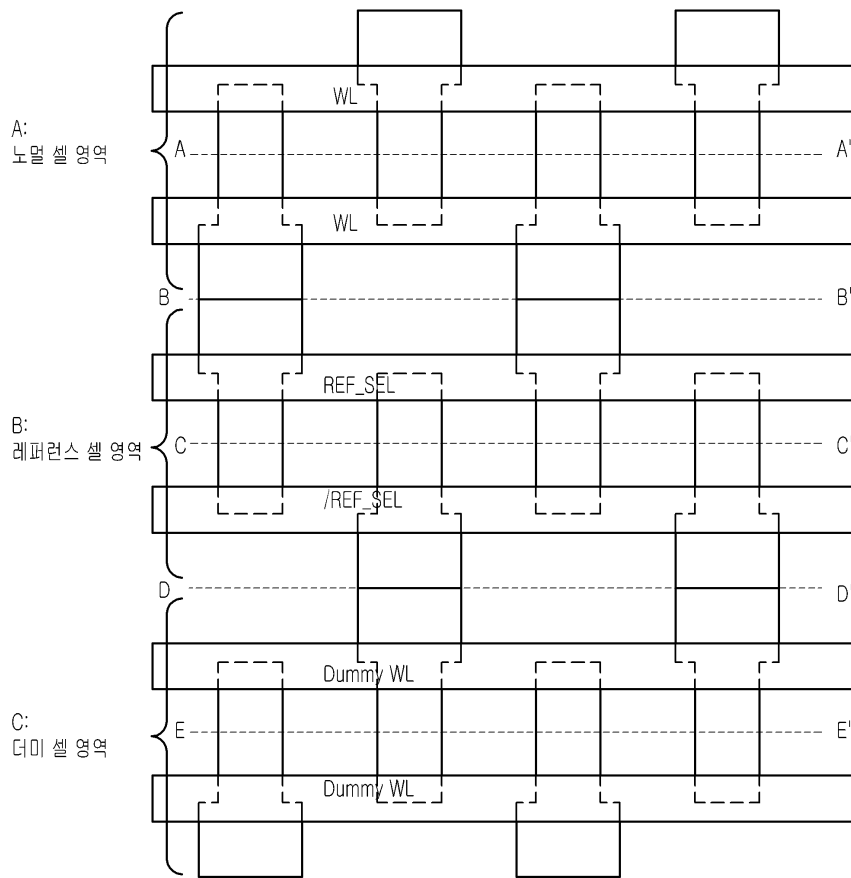 WL
A:
노멀 셀 영역
A
A'
WL
B
B'
REF_SEL
B:
레퍼런스 셀 영역
C
C
/REF_SEL
D
D
Dummy WL
C:
더미 셀 영역
E
E'
Dummy WL